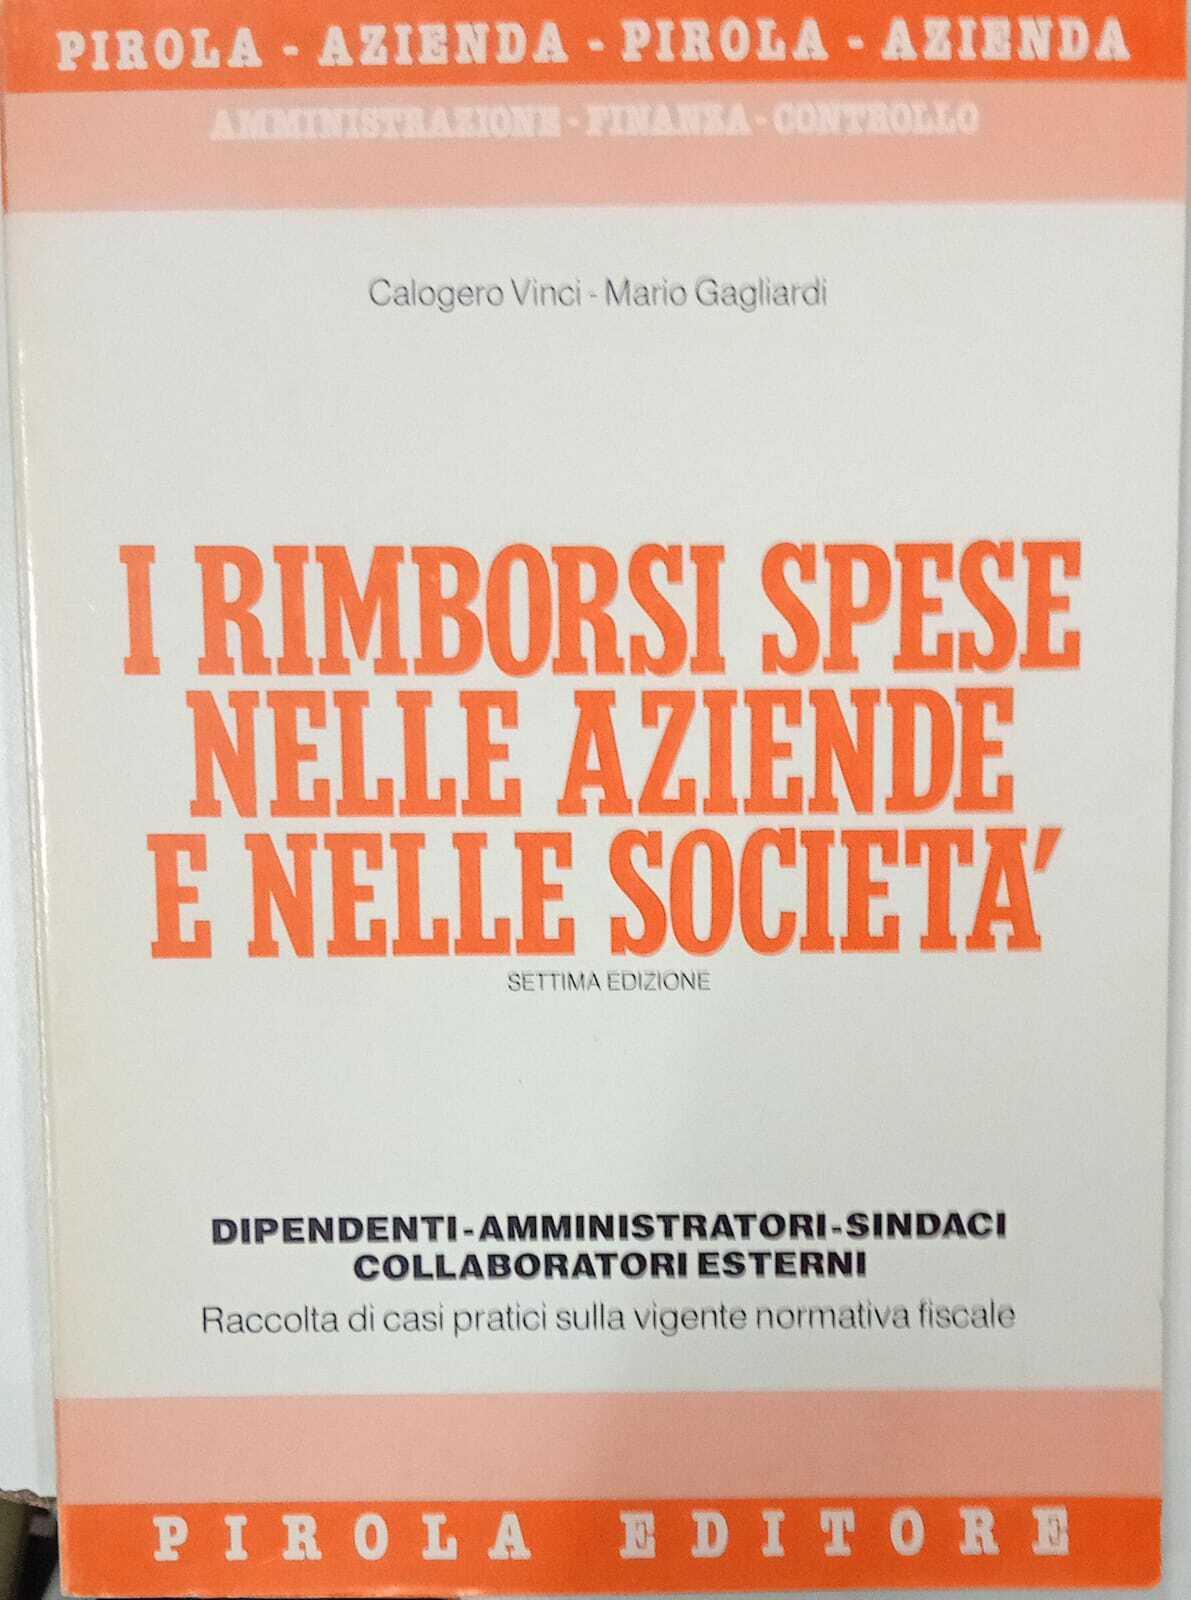 PIROLA - AZIENDA - PIROLA - AZIENDA
AMMINISTRAZIONE - FINANZA - CONTROLLO
Calogero Vinci - Mario Gagliardi
I RIMBORSI SPESE
NELLE AZIENDE
E NELLE SOCIETA'
SETTIMA EDIZIONE
DIPENDENTI-AMMINISTRATORI-SINDACI
COLLABORATORI ESTERNI
Raccolta di casi pratici sulla vigente normativa fiscale
PIROLA EDITORE